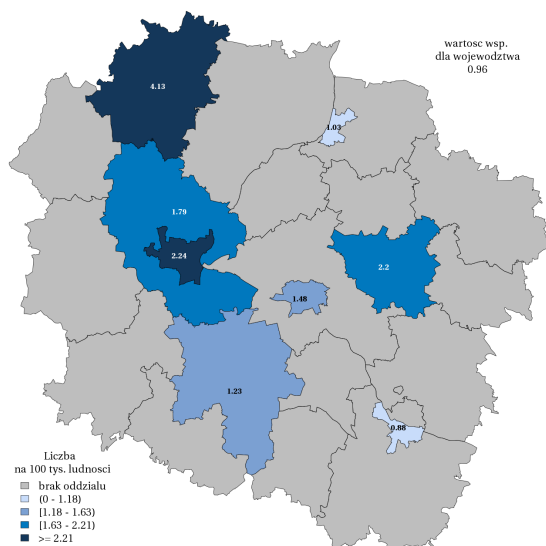 wartosc wsp.
dla wojewodztwa
0.96
4.13
1.03
1.79
2.24
2.2
1.48
1.23
0.88
Liczba
na 100 tys. ludnosci
brak oddzialu
(0 - 1.18)
[1.18 - 1.63)
[1.63 - 2.21)
>= 2.21